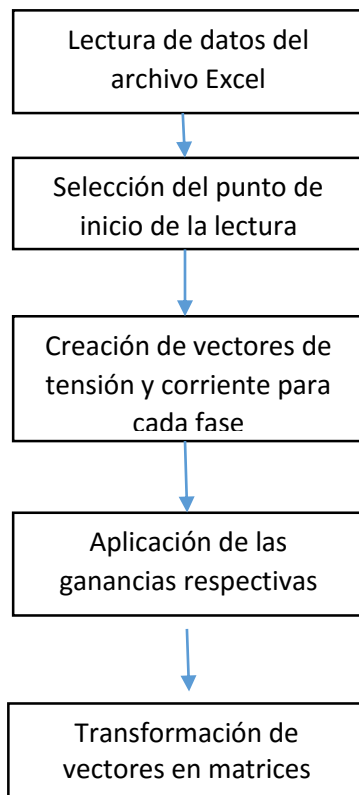 Lectura de datos del
archivo Excel
Selección del punto de
inicio de la lectura
Creación de vectores de
tensión y corriente para
cada fase
Aplicación de las
ganancias respectivas
Transformación de
vectores en matrices